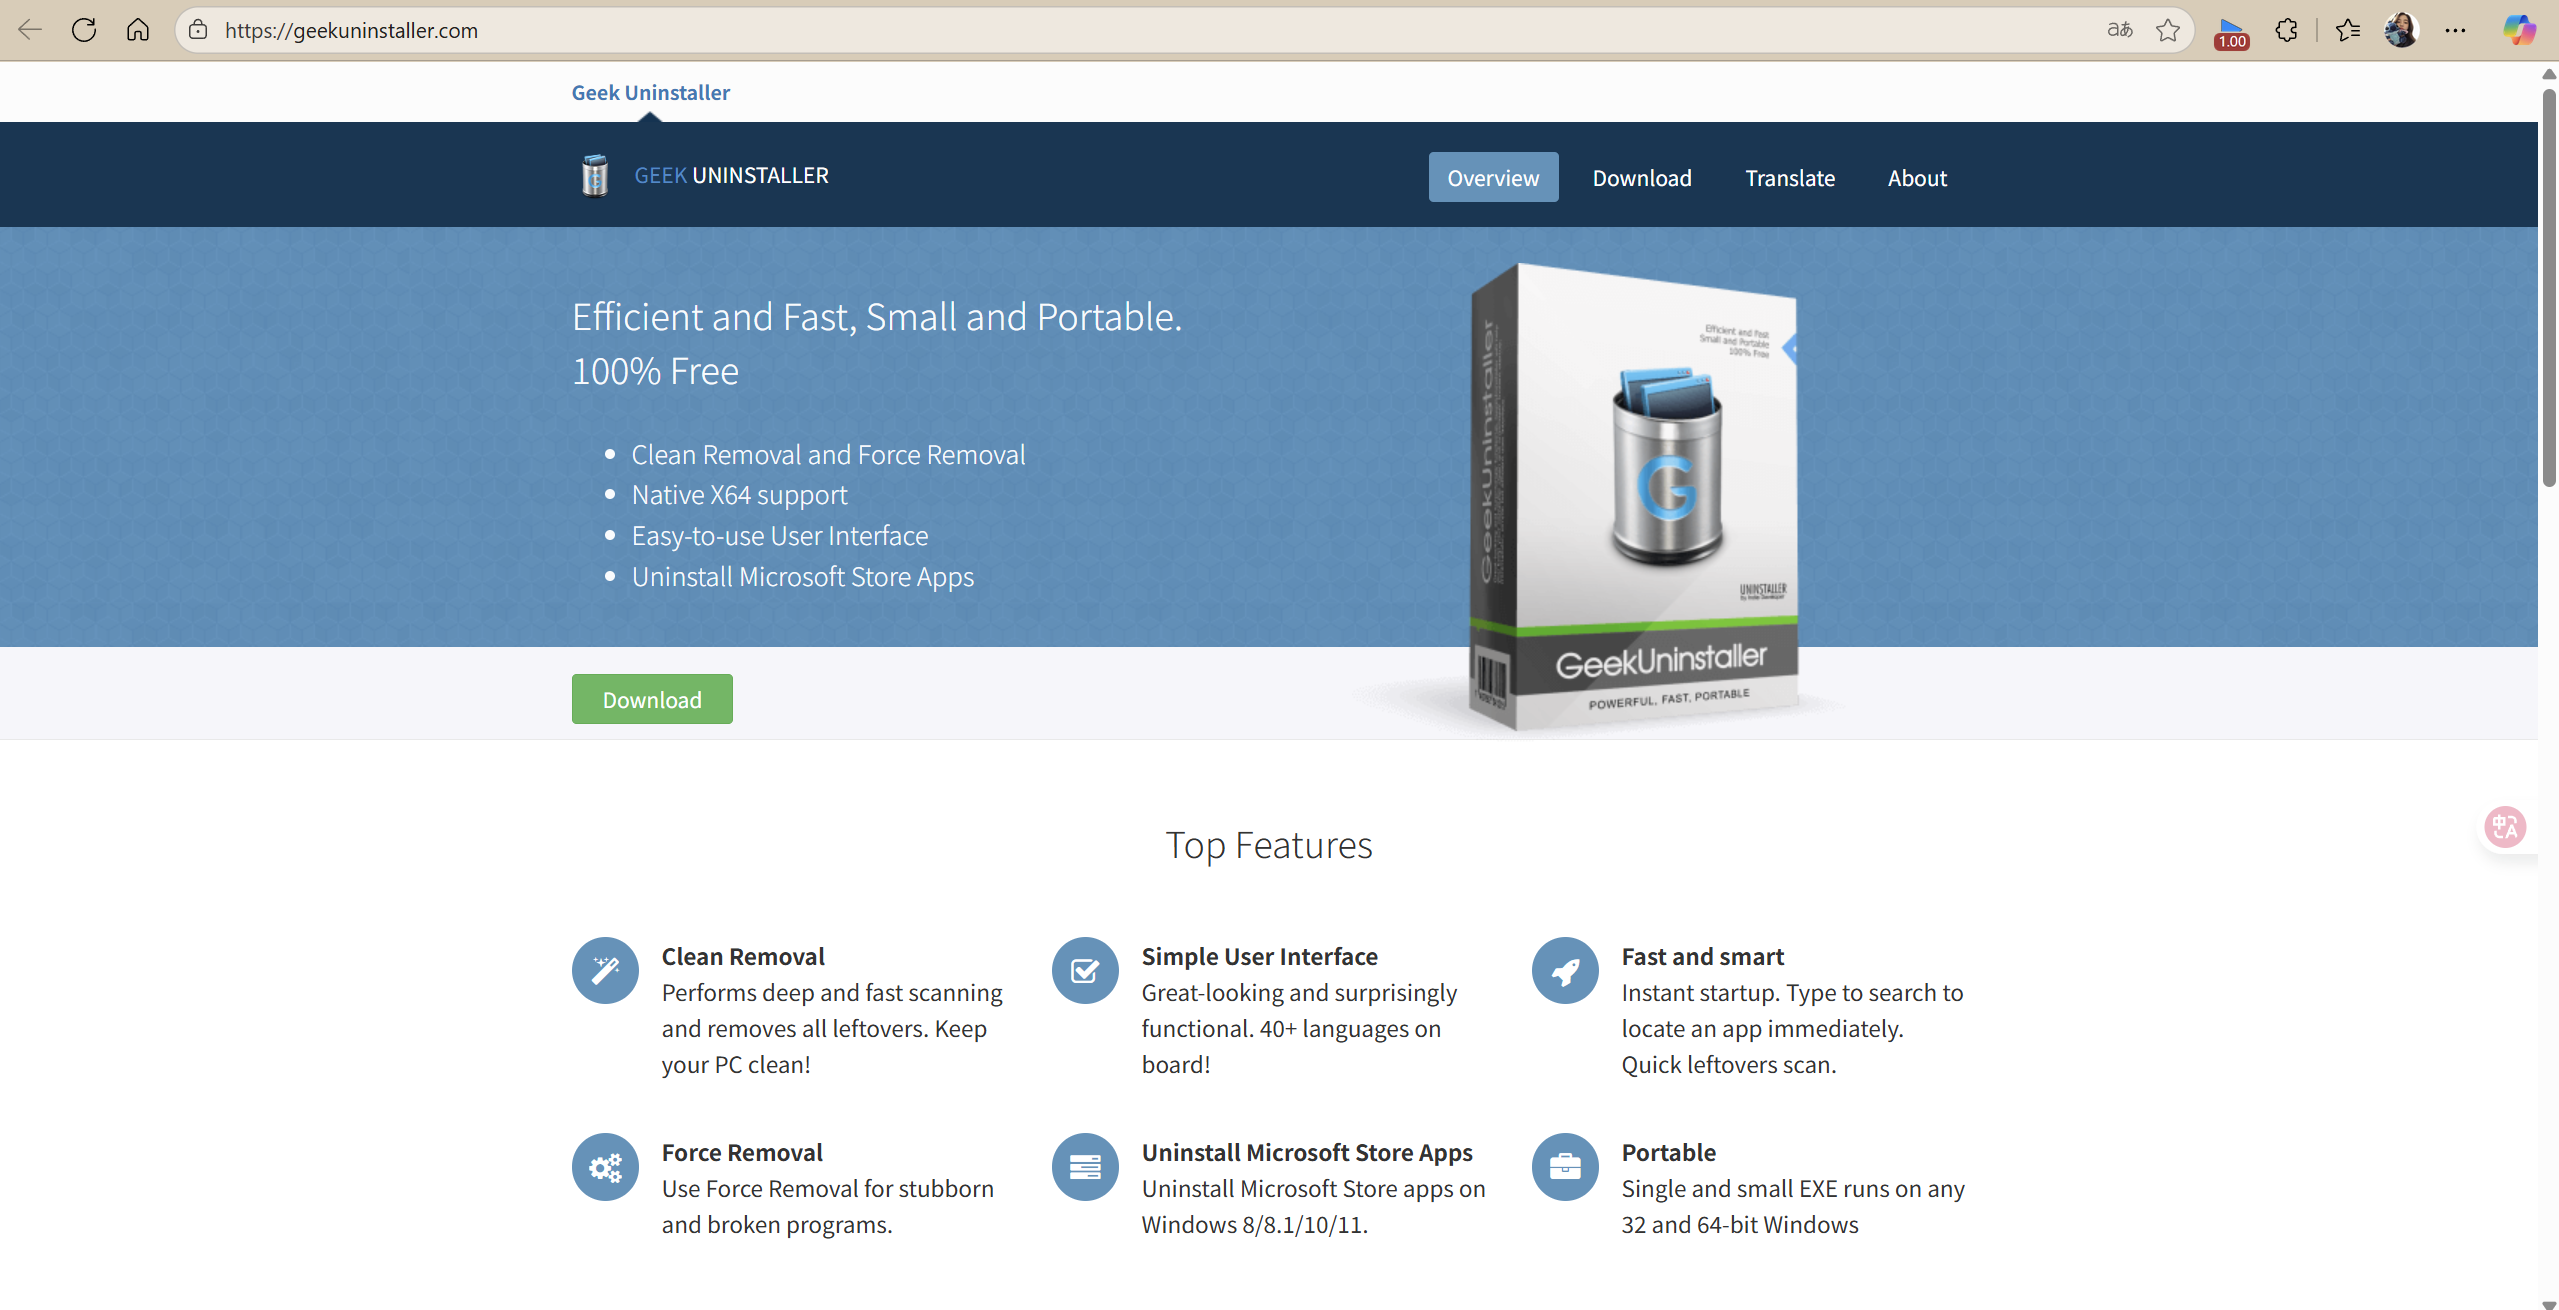 https://geekuninstaller.com
aあ
1.00
Geek Uninstaller
GEEK UNINSTALLER
Overview
Download
Translate
About
Efficient and Fast, Small and Portable.
100% Free
Clean Removal and Force Removal
Native X64 support
Easy-to-use User Interface
Uninstall Microsoft Store Apps
Efficient and Fast
Small and Portable
100% Free
GeekUninstaller
G
UNINSTALLER
GeekUninstaller
POWERFUL, FAST, PORTABLE
Download
Top Features
中
A
Clean Removal
Performs deep and fast scanning
and removes all leftovers. Keep
your PC clean!
Simple User Interface
Great-looking and surprisingly
functional. 40+ languages on
board!
Fast and smart
Instant startup. Type to search to
locate an app immediately.
Quick leftovers scan.
Force Removal
Use Force Removal for stubborn
and broken programs.
Uninstall Microsoft Store Apps
Uninstall Microsoft Store apps on
Windows 8/8.1/10/11.
Portable
Single and small EXE runs on any
32 and 64-bit Windows